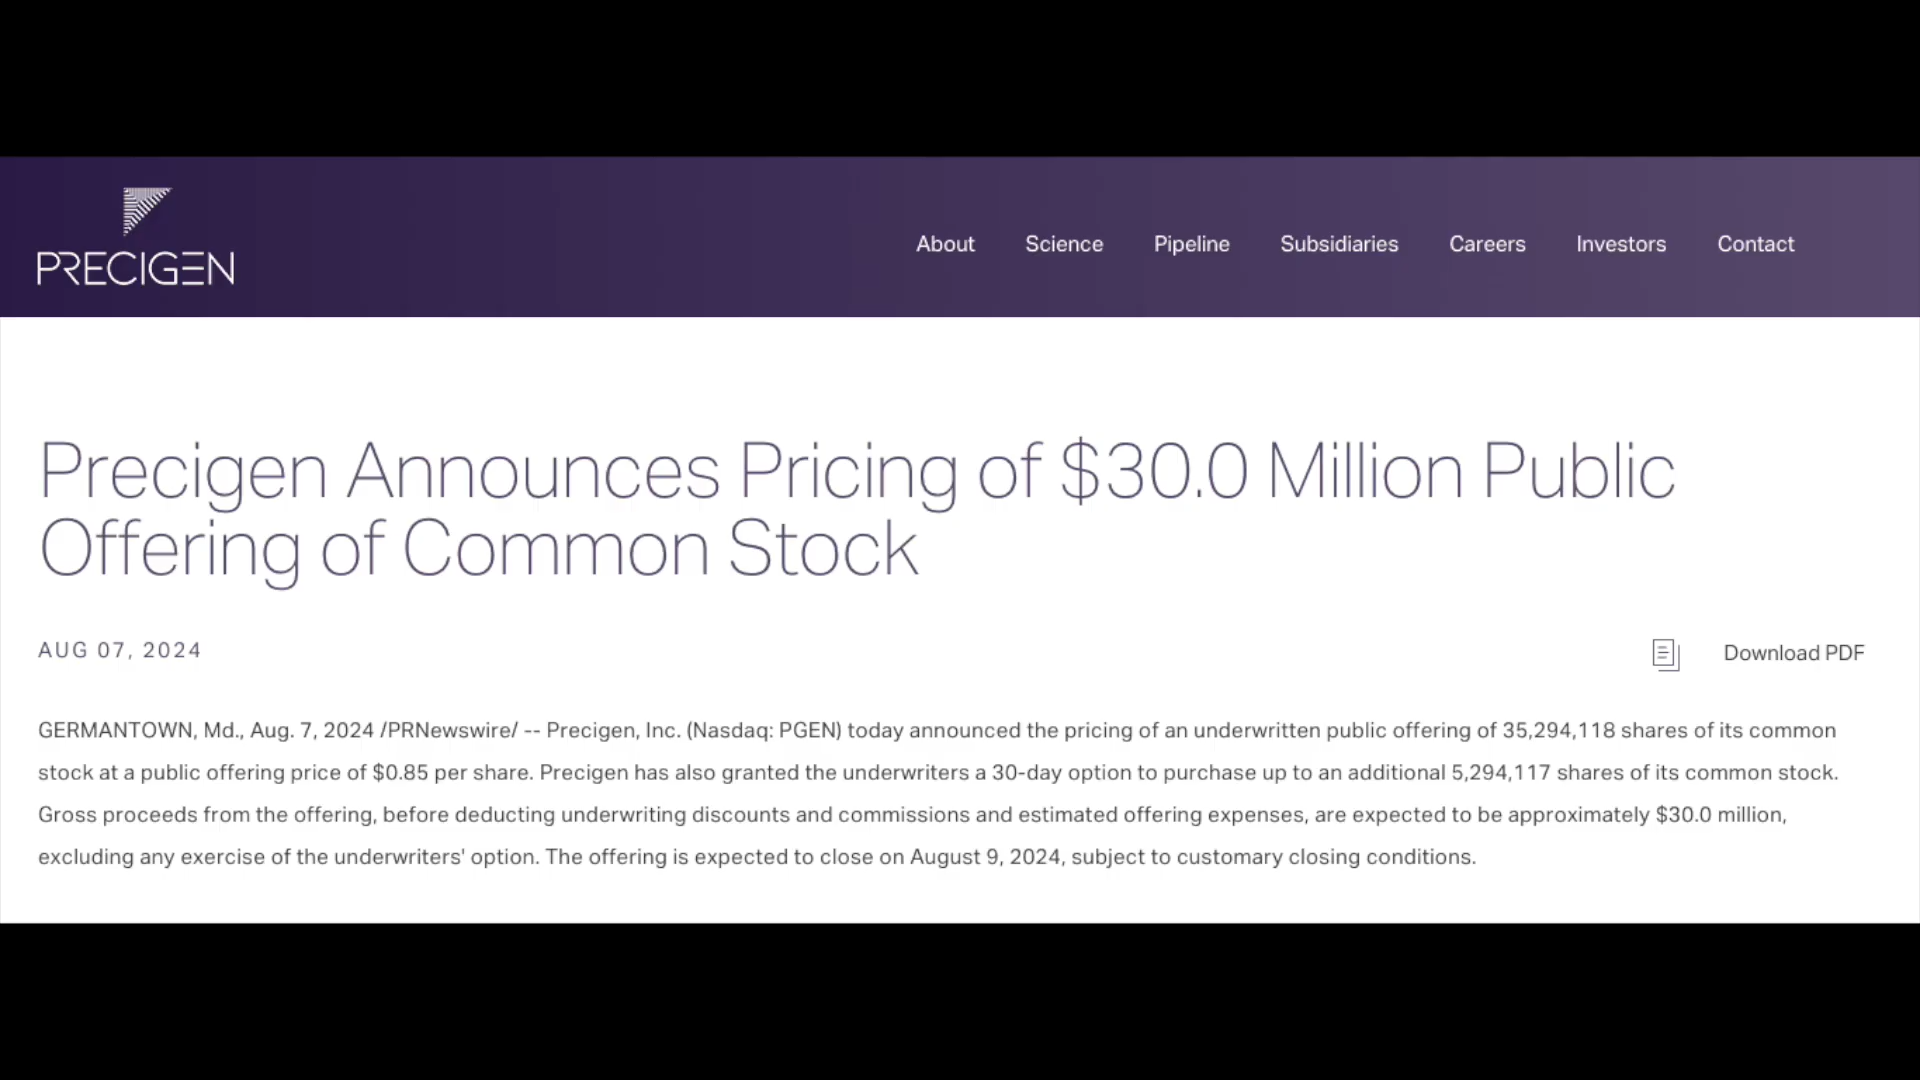 PRECIGEN
About Science Pipeline Subsidiaries Careers Investors Contact
Precigen Announces Pricing of $30.0 Million Public
Offering of Common Stock
AUG 07, 2024
Download PDF
GERMANTOWN, Md., Aug. 7, 2024 /PRNewswire/ -- Precigen, Inc. (Nasdaq: PGEN) today announced the pricing of an underwritten public offering of 35,294,118 shares of its common
stock at a public offering price of $0.85 per share. Precigen has also granted the underwriters a 30-day option to purchase up to an additional 5,294,117 shares of its common stock.
Gross proceeds from the offering, before deducting underwriting discounts and commissions and estimated offering expenses, are expected to be approximately $30.0 million,
excluding any exercise of the underwriters' option. The offering is expected to close on August 9, 2024, subject to customary closing conditions.